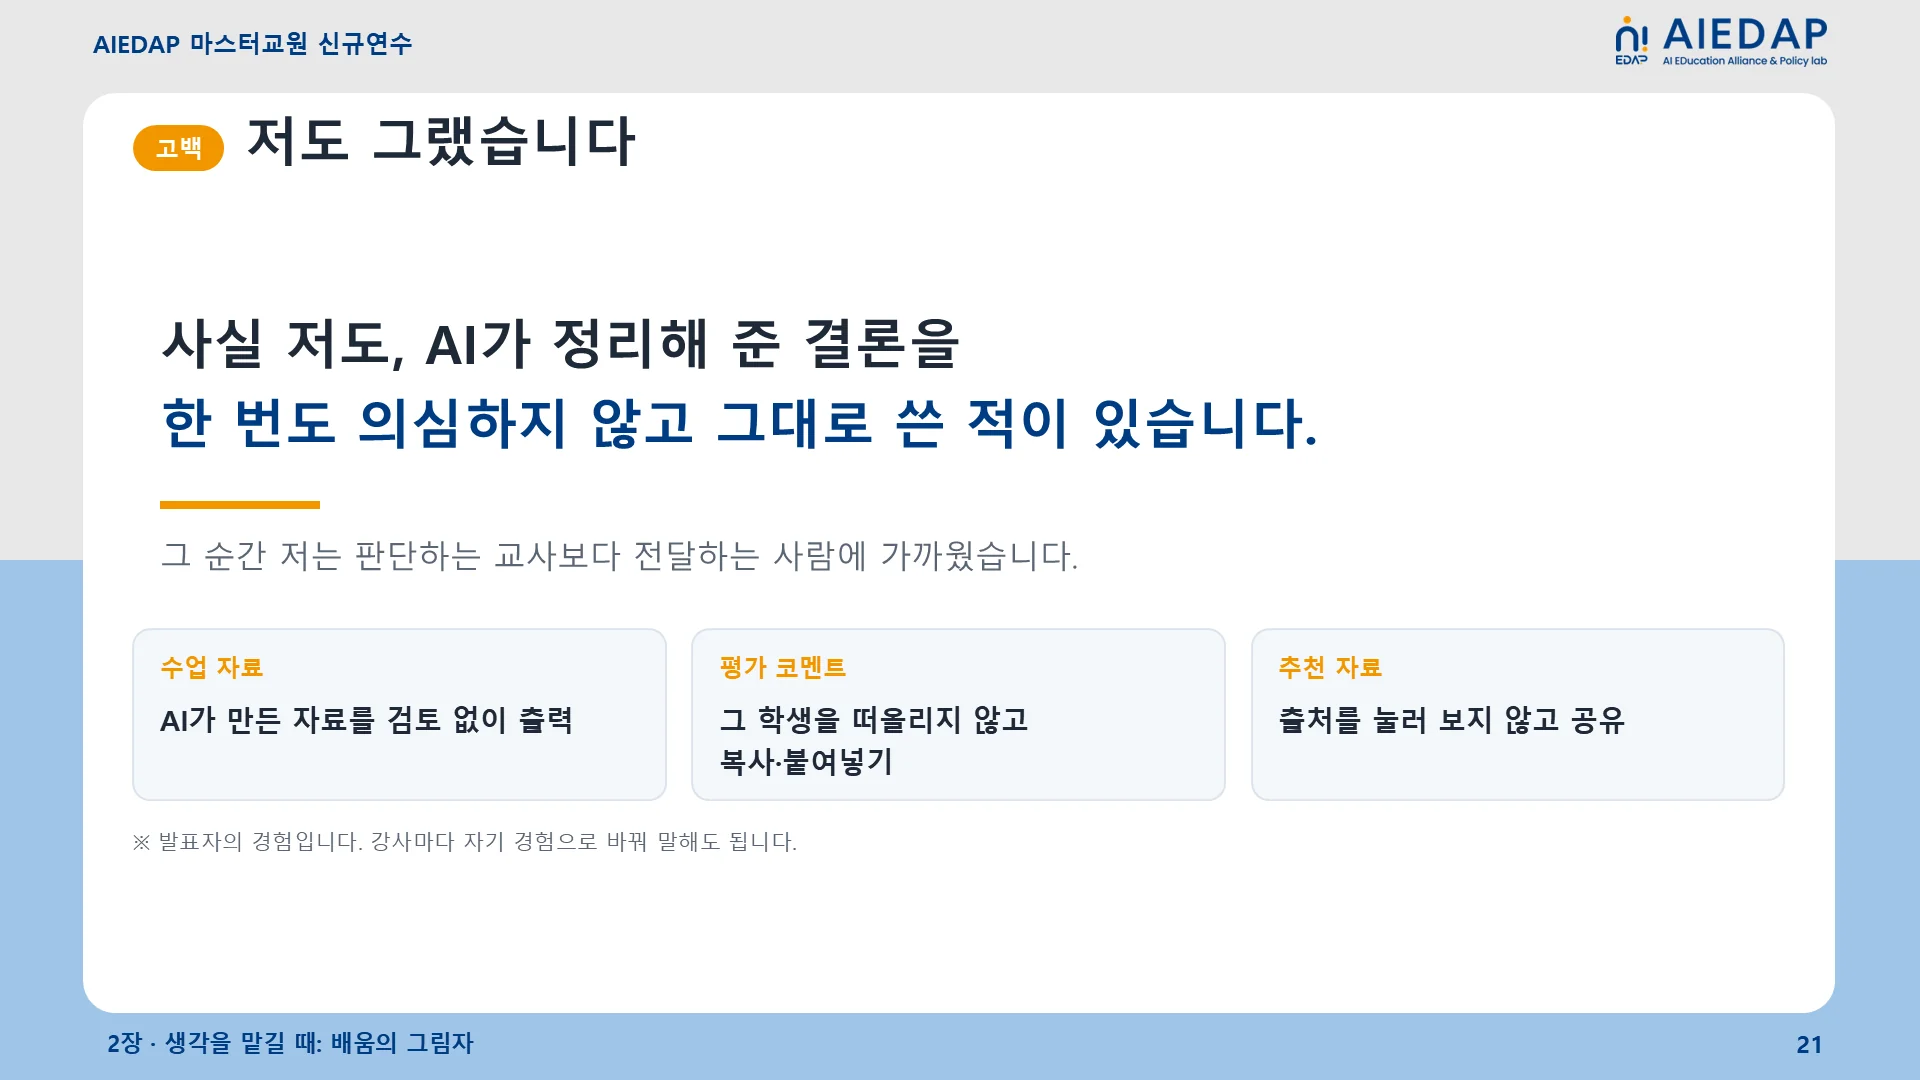 AIEDAP 마스터교원 신규연수
EDAP
AIEDAP
AI EDucation Alliance & Policy lab
고백
저도 그랬습니다
사실 저도, AI가 정리해 준 결론을
한 번도 의심하지 않고 그대로 쓴 적이 있습니다.
그 순간 저는 판단하는 교사보다 전달하는 사람에 가까웠습니다.
수업 자료
AI가 만든 자료를 검토 없이 출력
평가 코멘트
그 학생을 떠올리지 않고
복사·붙여넣기
추천 자료
출처를 눌러 보지 않고 공유
※ 발표자의 경험입니다. 강사마다 자기 경험으로 바꿔 말해도 됩니다.
2장 · 생각을 맡길 때: 배움의 그림자
21